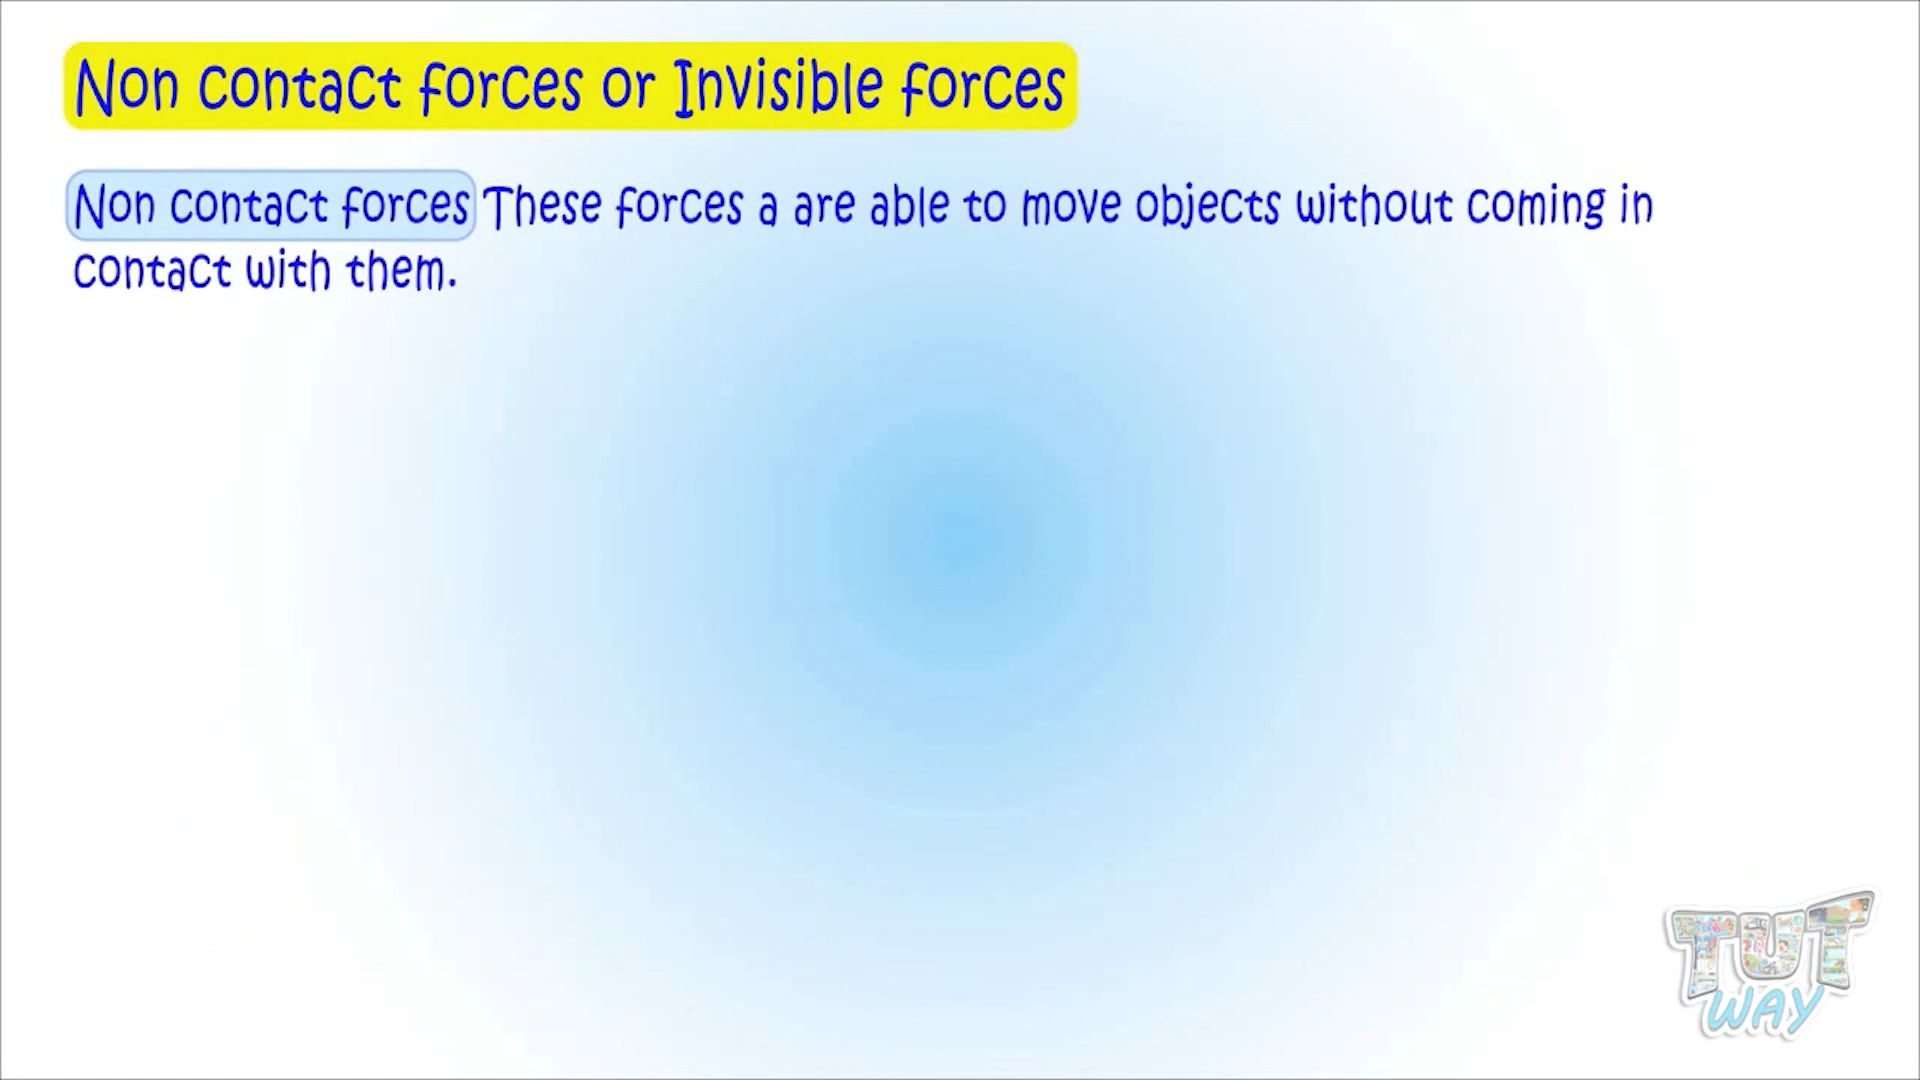 Non contact forces or Invisible forces
Non contact forces These forces a are able to move objects without coming in
contact with them.
TUT
WAY